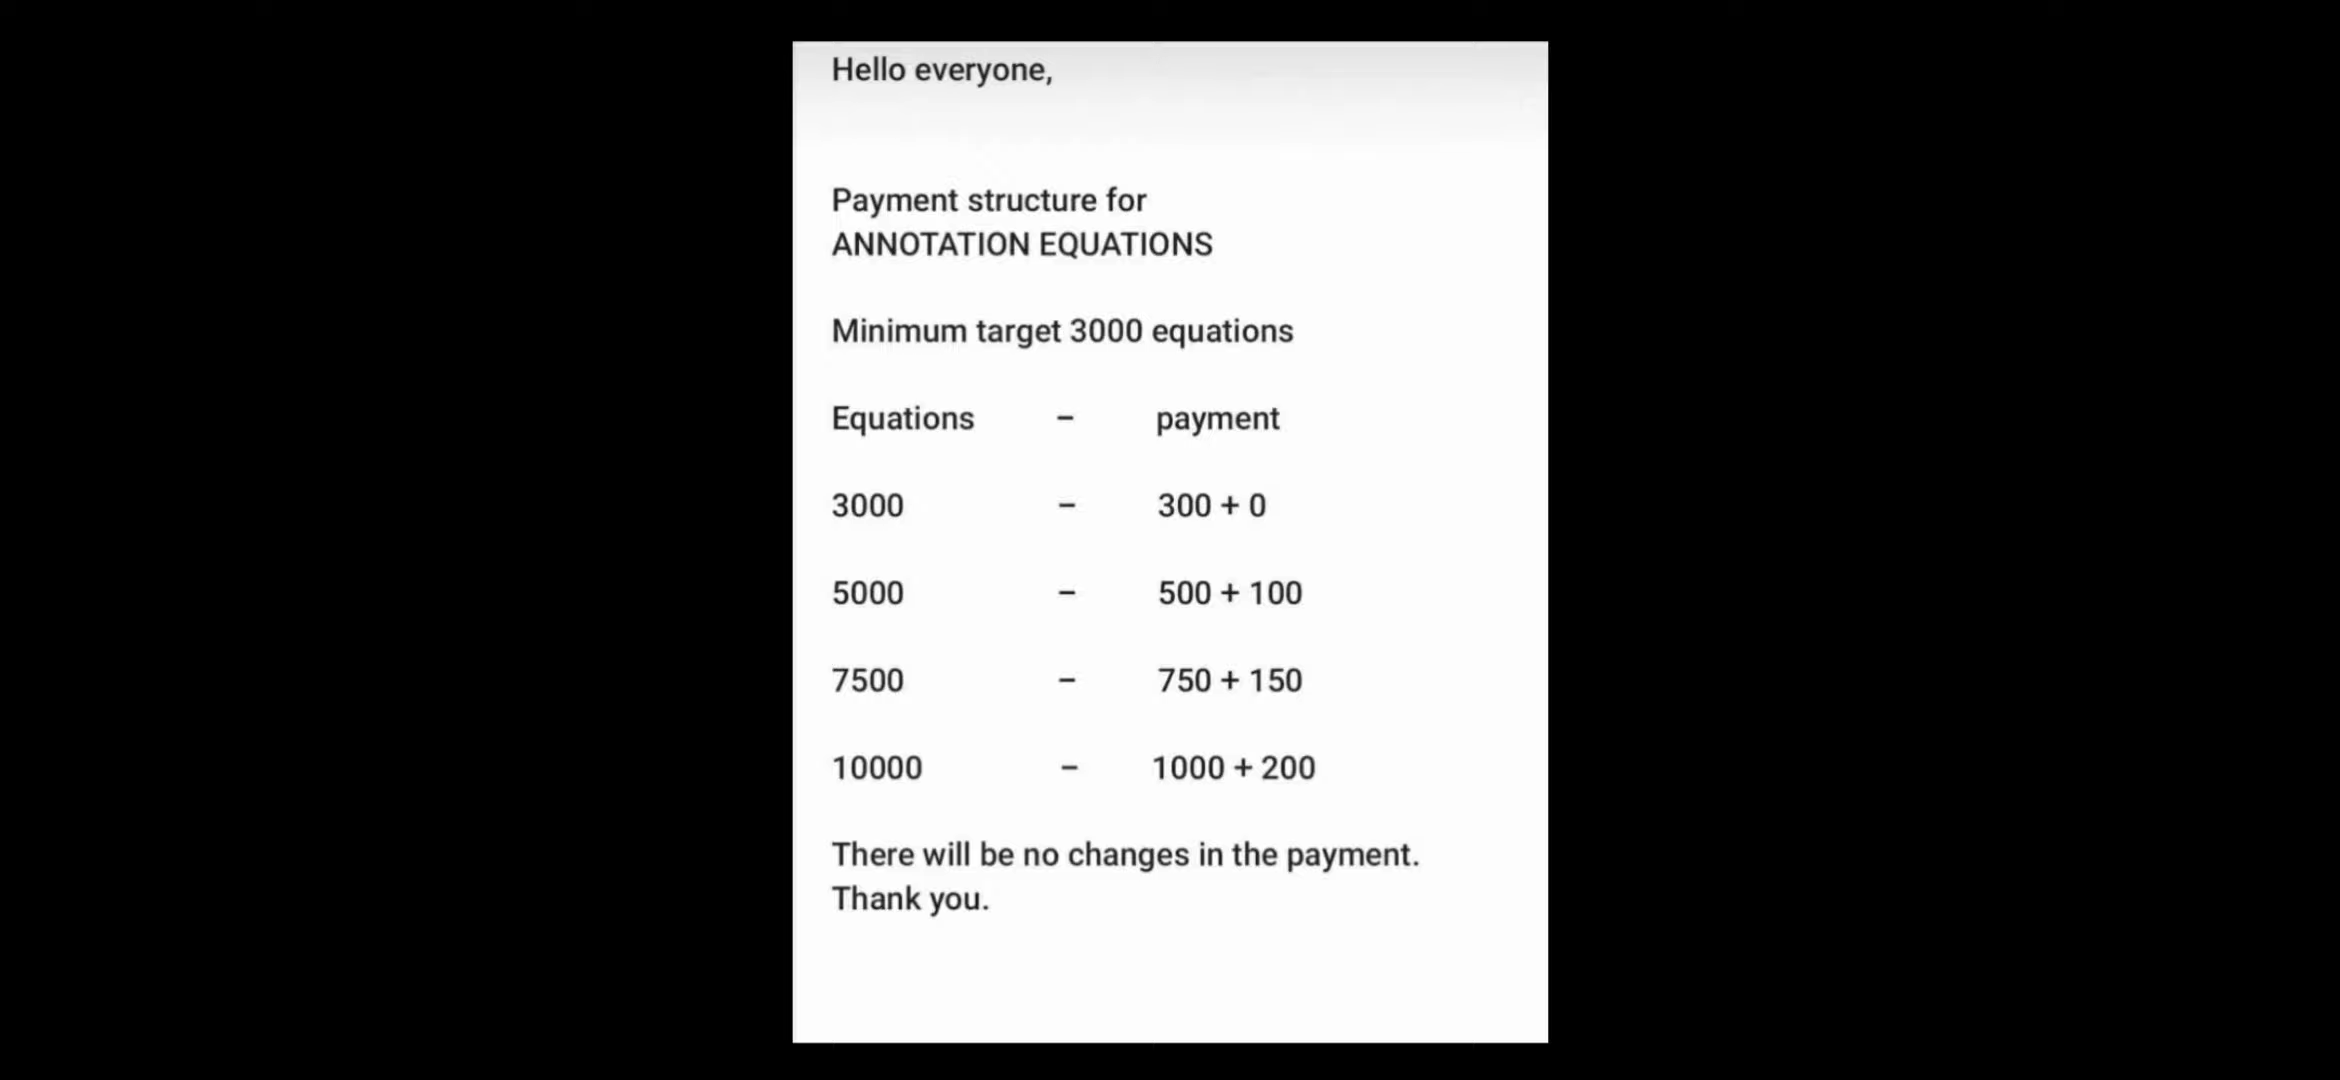 Hello everyone,
Payment structure for
ANNOTATION EQUATIONS
Minimum target 3000 equations
Equations – payment
3000 – 300 + 0
5000 – 500 + 100
7500 – 750 + 150
10000 – 1000 + 200
There will be no changes in the payment.
Thank you.